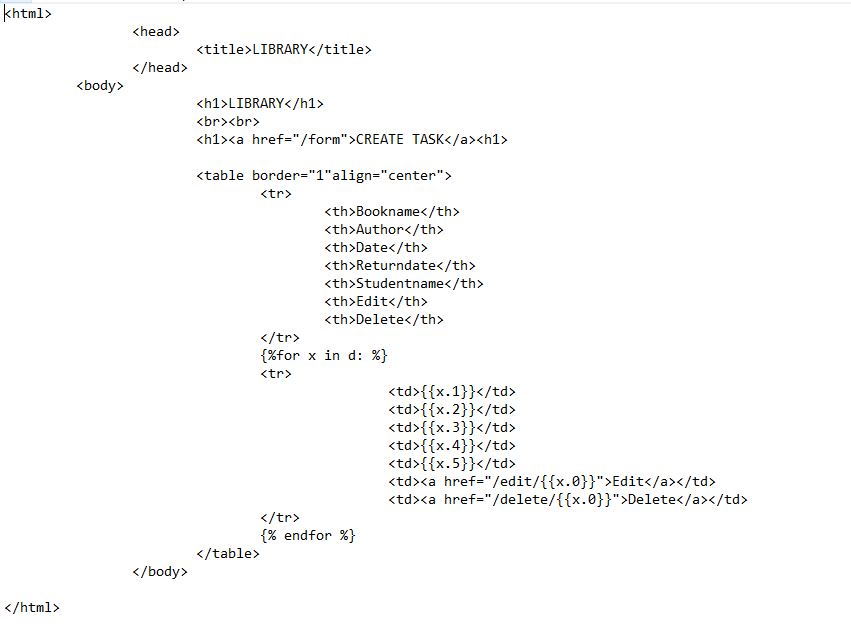 <html>
<head>
<title>LIBRARY</title>
</head>
<body>
<h1>LIBRARY</h1>
<br><br>
<h1><a href="/form">CREATE TASK</a><h1>
<table border="1"align="center">
<tr>
<th>Bookname</th>
<th>Author</th>
<th>Date</th>
<th>Returndate</th>
<th>Studentname</th>
<th>Edit</th>
<th>Delete</th>
</tr>
{%for x in d: %}
<tr>
<td>{{x.1}}</td>
<td>{{x.2}}</td>
<td>{{x.3}}</td>
<td>{{x.4}}</td>
<td>{{x.5}}</td>
<td><a href="/edit/{{x.0}}">Edit</a></td>
<td><a href="/delete/{{x.0}}">Delete</a></td>
</tr>
{% endfor %}
</table>
</body>
</html>